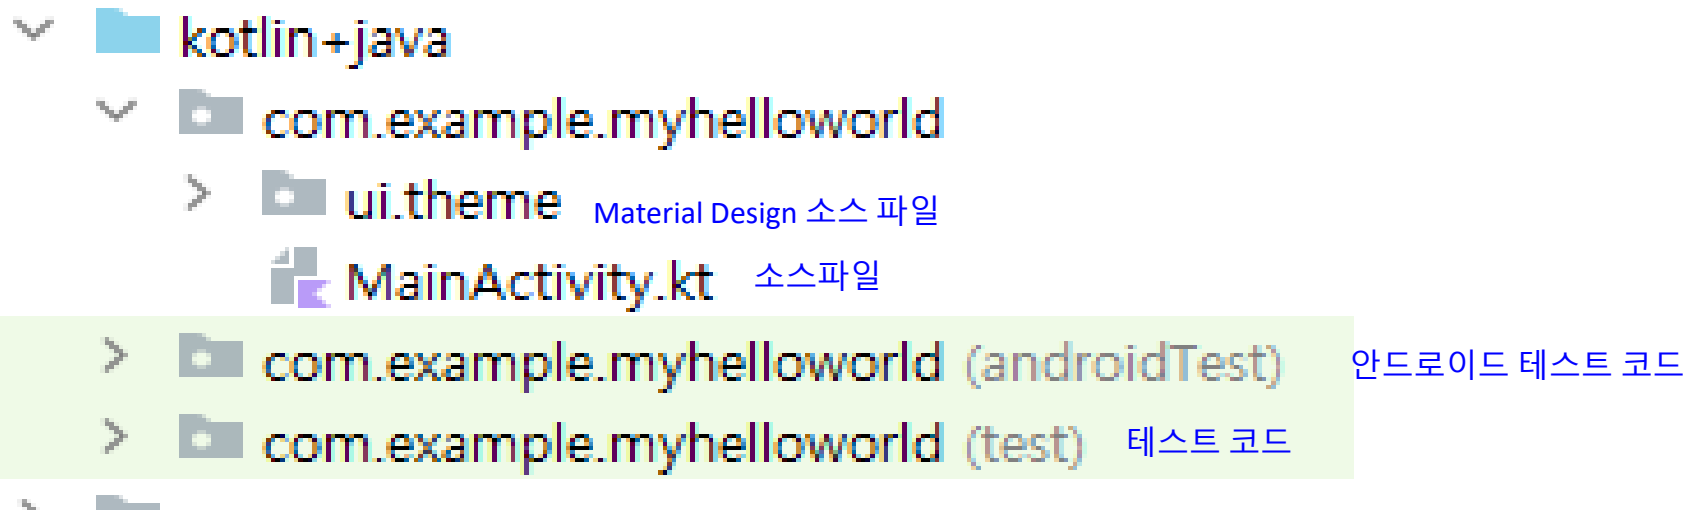 kotlin+java
com.example.myhelloworld
ui.theme Material Design 소스 파일
MainActivity.kt 소스파일
com.example.myhelloworld (androidTest) 안드로이드 테스트 코드
com.example.myhelloworld (test) 테스트 코드